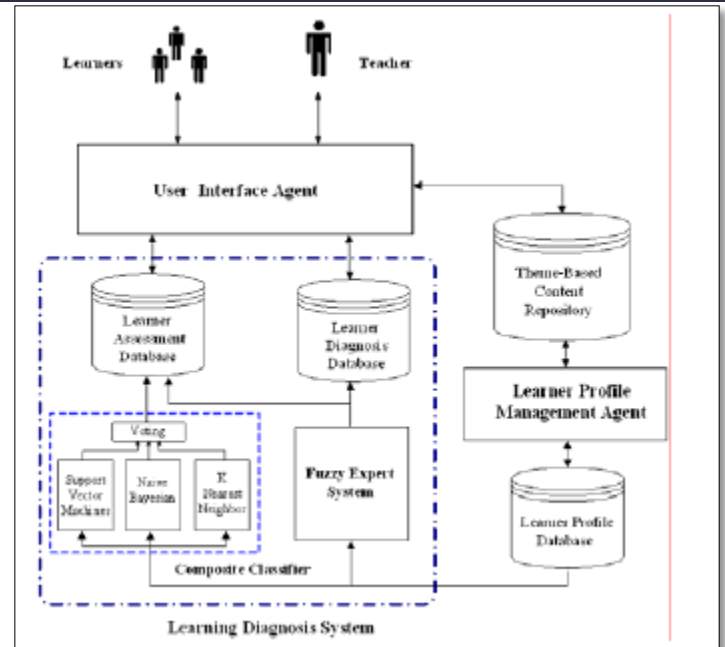 Learners
Teacher
User Interface Agent
Theme-Based
Content
Repository
Learner
Assessment
Database
Learner
Diagnosis
Database
Learner Profile
Management Agent
Voting
Support
Vector
Machines
Naive
Bayesian
K
Nearest
Neighbor
Fuzzy Expert
System
Learner Profile
Database
Composite Classifier
Learning Diagnosis System